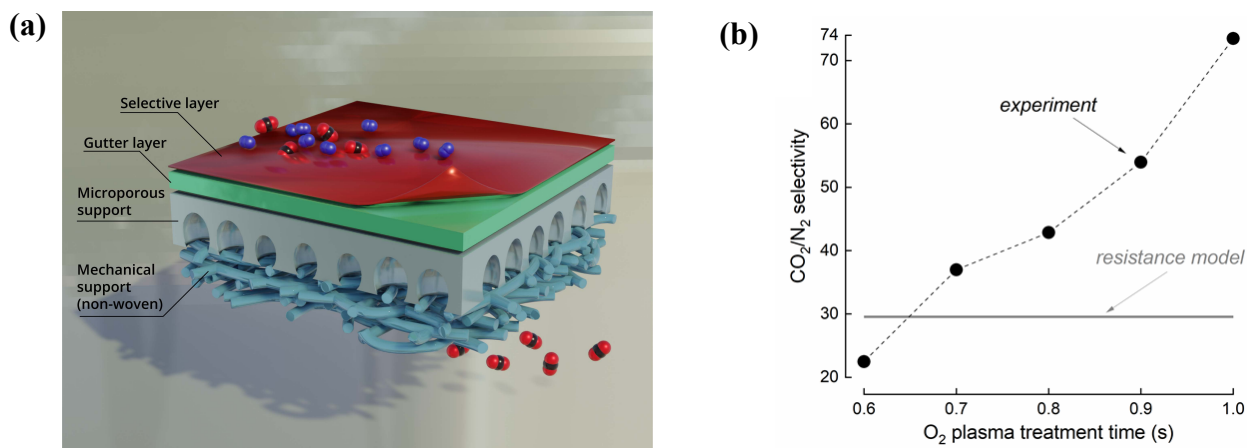 (a)
Selective layer
Gutter layer
Microporous
support
Mechanical
support
(non-woven)
(b)
CO₂/N₂ selectivity
74
70
60
50
40
30
20
experiment
resistance model
0.6 0.7 0.8 0.9 1.0
O₂ plasma treatment time (s)